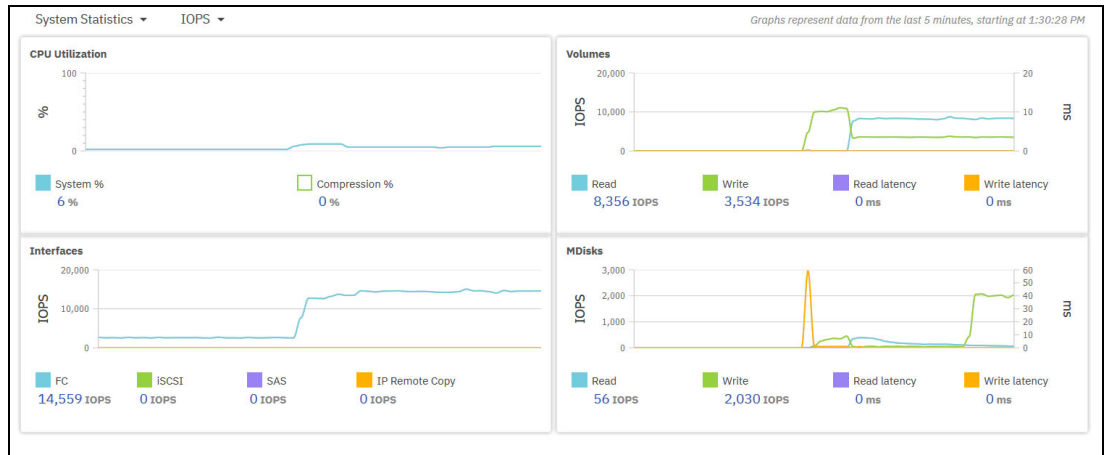 System Statistics IOPS Graphs represent data from the last 5 minutes, starting at 1:30:28 PM
CPU Utilization
100
%
0
System % Compression %
6 % 0 %
Volumes
20,000 20
IOPS 10,000 10 ms
0 0
Read Write Read latency Write latency
8,356 IOPS 3,534 IOPS 0 ms 0 ms
Interfaces
20,000
IOPS 10,000
0
FC iSCSI SAS IP Remote Copy
14,559 IOPS 0 IOPS 0 IOPS 0 IOPS
MDisks
3,000 60
50
2,000 40
IOPS 30 ms
1,000 20
10
0 0
Read Write Read latency Write latency
56 IOPS 2,030 IOPS 0 ms 0 ms